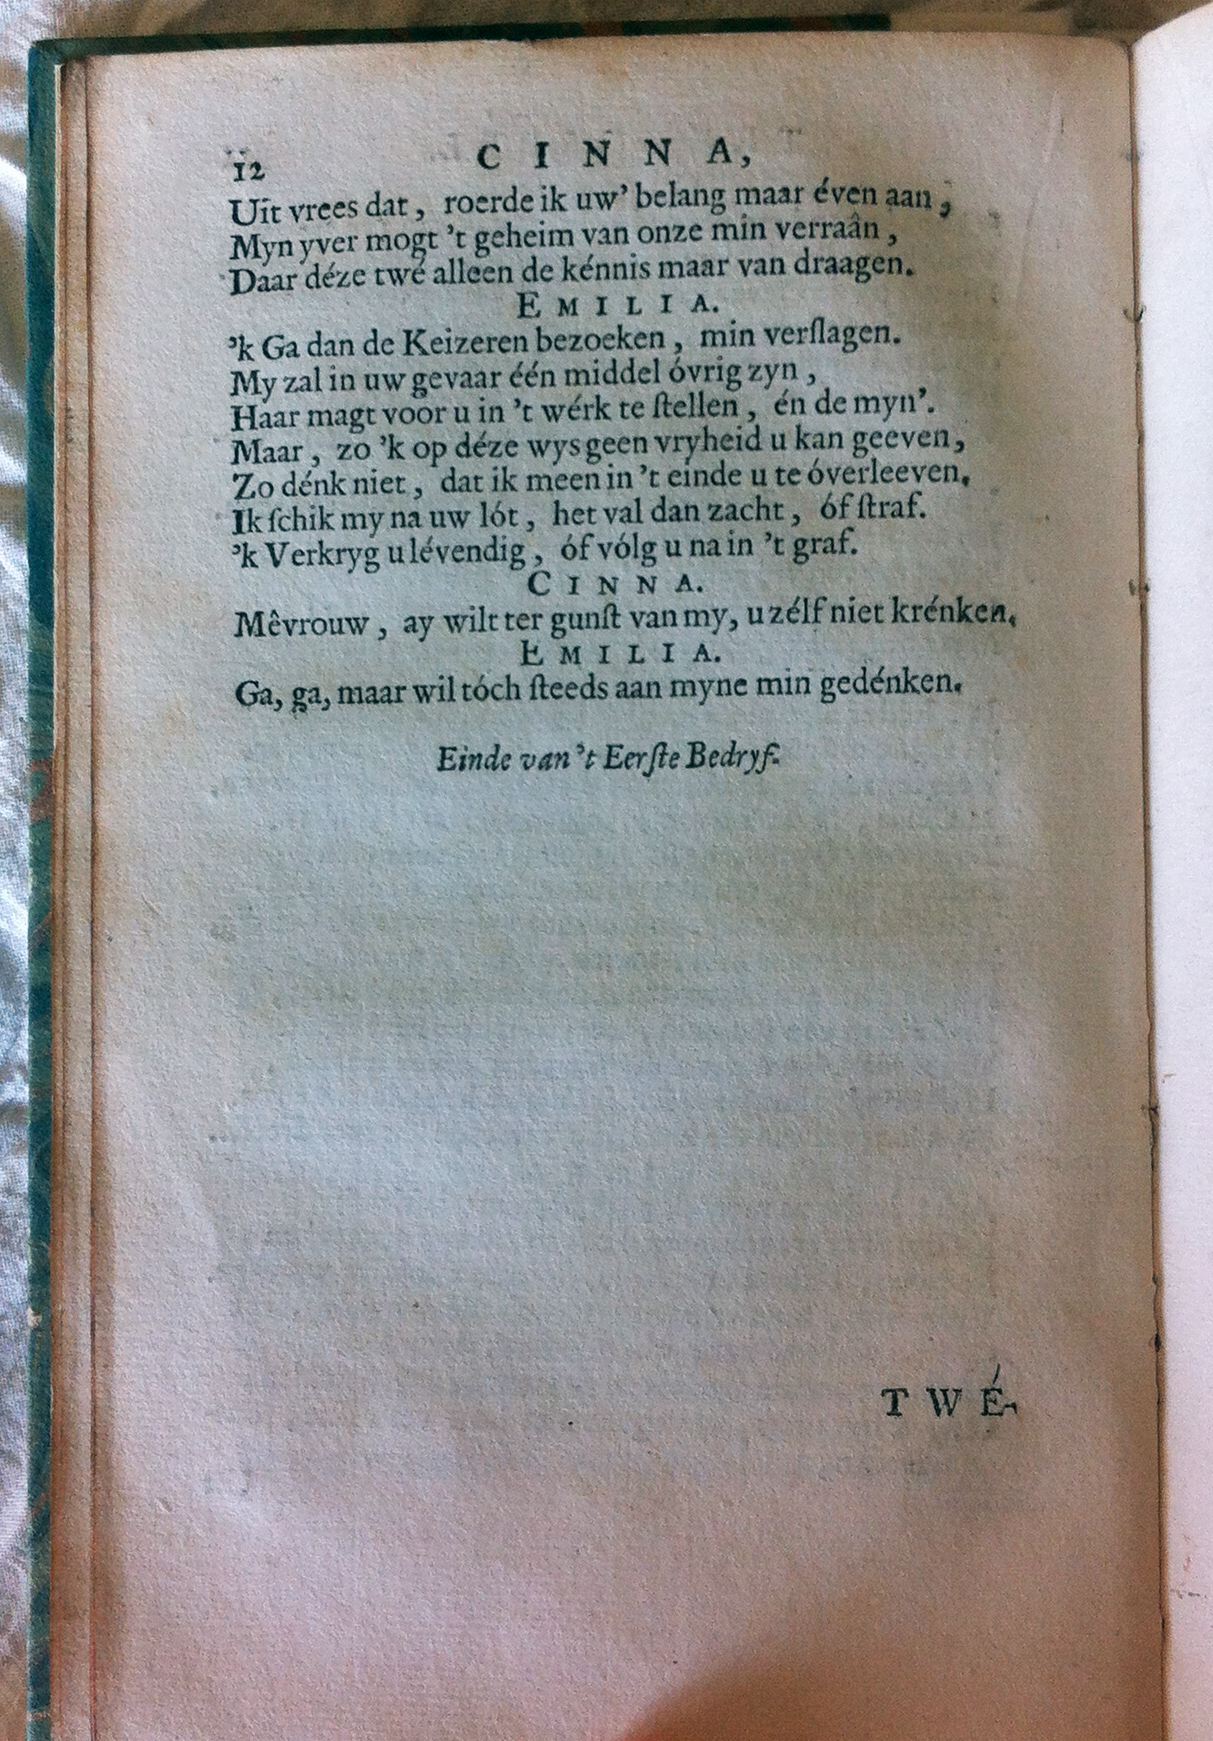 12 CINNA,
Uit vrees dat, roerde ik uw' belang maar éven aan,
Myn yver mogt 't geheim van onze min verraân,
Daar déze twé alleen de kénnis maar van draagen.
EMILIA.
'k Ga dan de Keizeren bezoeken, min verſlagen.
My zal in uw gevaar één middel óvrig zyn,
Haar magt voor u in 't wérk te ſtellen, én de myn'.
Maar, zo 'k op déze wys geen vryheid u kan geeven,
Zo dénk niet, dat ik meen in 't einde u te óverleeven.
Ik ſchik my na uw lót, het val dan zacht, óf ſtraf.
'k Verkryg u lévendig, óf vólg u na in 't graf.
CINNA.
Mêvrouw, ay wilt ter gunſt van my, u zélf niet krénken.
EMILIA.
Ga, ga, maar wil tóch ſteeds aan myne min gedénken.
Einde van 't Eerſte Bedryf.
TWÉ-